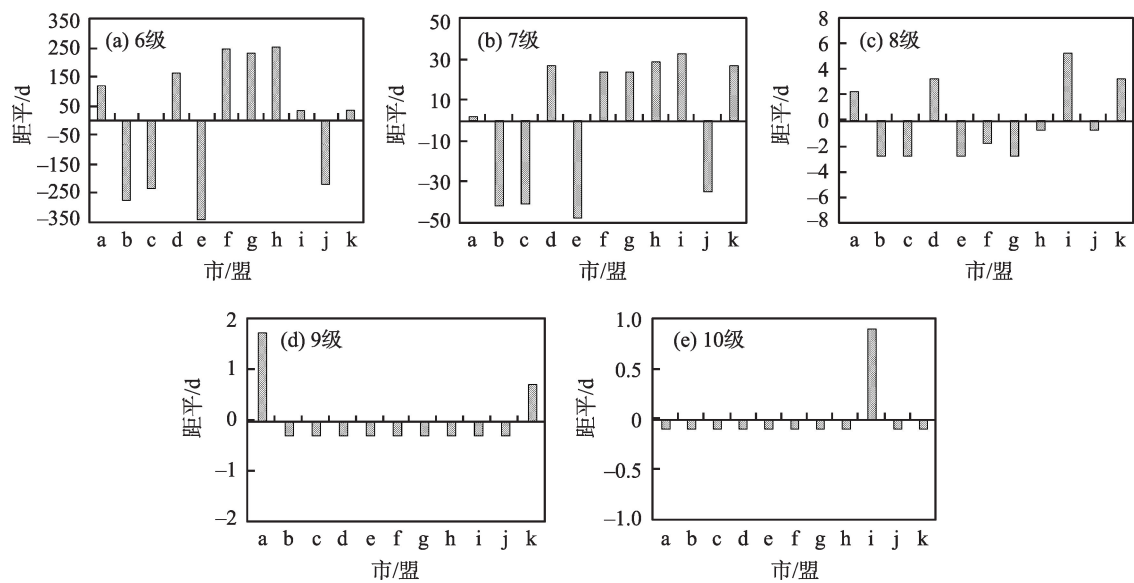 (a) 6级
350
250
150
50
–50
–150
–250
–350
距平/d
a b c d e f g h i j k
市/盟
(b) 7级
50
30
10
–10
–30
–50
距平/d
a b c d e f g h i j k
市/盟
(c) 8级
8
6
4
2
0
–2
–4
–6
–8
距平/d
a b c d e f g h i j k
市/盟
(d) 9级
2
1
0
–1
–2
距平/d
a b c d e f g h i j k
市/盟
(e) 10级
1.0
0.5
0
–0.5
–1.0
距平/d
a b c d e f g h i j k
市/盟